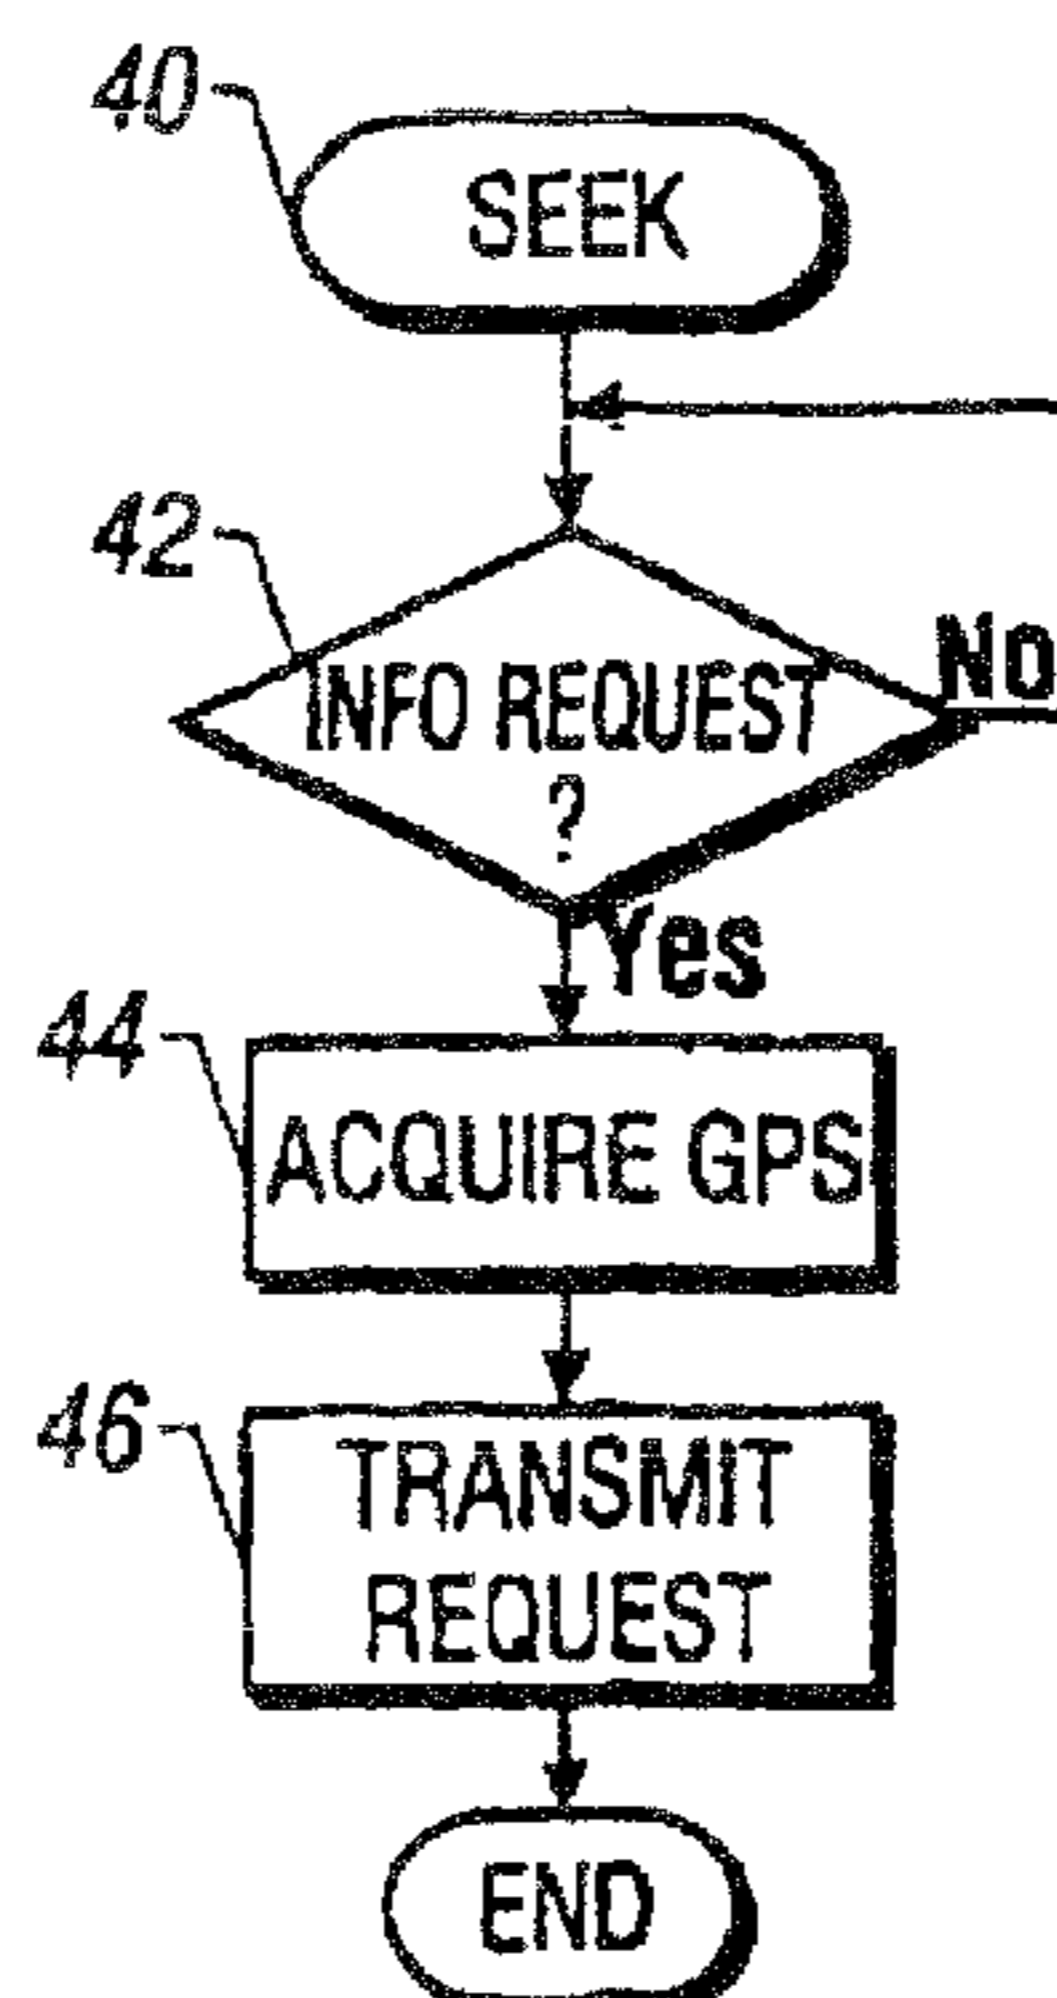 40
SEEK
42
INFO REQUEST
?
No
Yes
44
ACQUIRE GPS
46
TRANSMIT
REQUEST
END